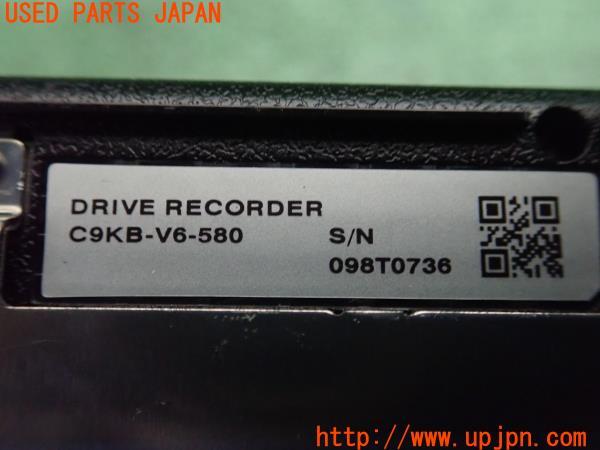 USED PARTS JAPAN
DRIVE RECORDER
C9KB-V6-580 S/N
098T0736
http://www.upjpn.com